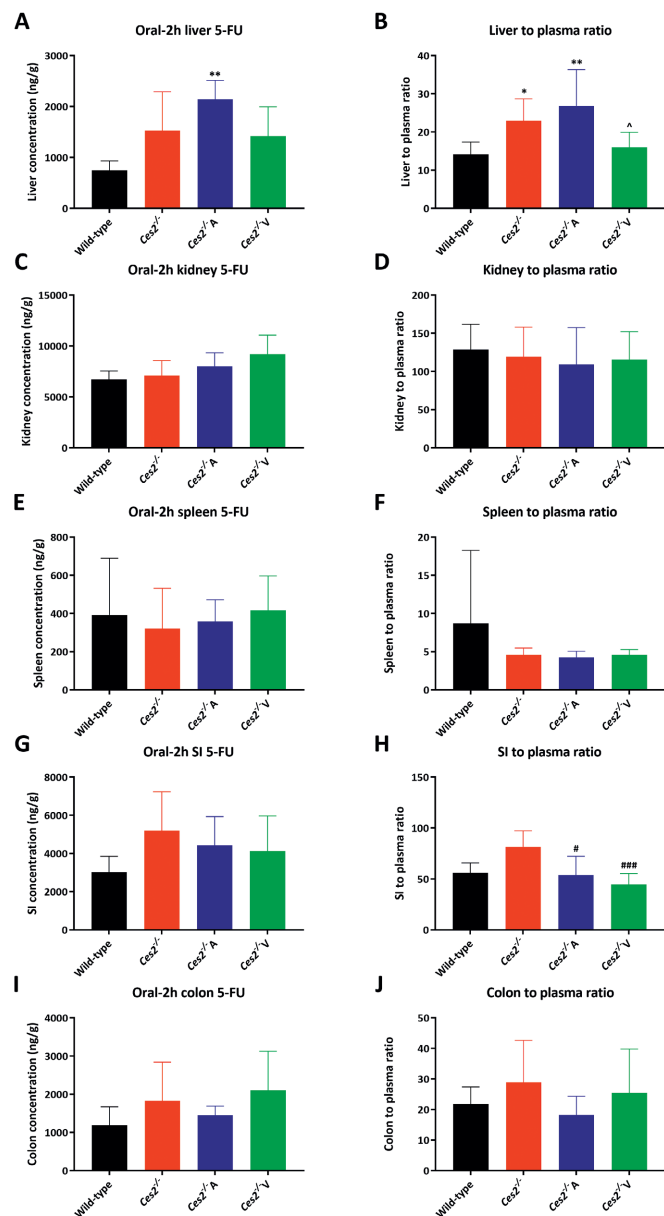 A
Oral-2h liver 5-FU
Liver concentration (ng/g)
3000
2000
1000
0
**
Wild-type
Ces2-/-
Ces2-/-A
Ces2-/-V
B
Liver to plasma ratio
Liver to plasma ratio
40
30
20
10
0
*
**
^
Wild-type
Ces2-/-
Ces2-/-A
Ces2-/-V
C
Oral-2h kidney 5-FU
Kidney concentration (ng/g)
15000
10000
5000
0
Wild-type
Ces2-/-
Ces2-/-A
Ces2-/-V
D
Kidney to plasma ratio
Kidney to plasma ratio
200
150
100
50
0
Wild-type
Ces2-/-
Ces2-/-A
Ces2-/-V
E
Oral-2h spleen 5-FU
Spleen concentration (ng/g)
800
600
400
200
0
Wild-type
Ces2-/-
Ces2-/-A
Ces2-/-V
F
Spleen to plasma ratio
Spleen to plasma ratio
20
15
10
5
0
Wild-type
Ces2-/-
Ces2-/-A
Ces2-/-V
G
Oral-2h SI 5-FU
SI concentration (ng/g)
8000
6000
4000
2000
0
Wild-type
Ces2-/-
Ces2-/-A
Ces2-/-V
H
SI to plasma ratio
SI to plasma ratio
150
100
50
0
#
###
Wild-type
Ces2-/-
Ces2-/-A
Ces2-/-V
I
Oral-2h colon 5-FU
Colon concentration (ng/g)
4000
3000
2000
1000
0
Wild-type
Ces2-/-
Ces2-/-A
Ces2-/-V
J
Colon to plasma ratio
Colon to plasma ratio
50
40
30
20
10
0
Wild-type
Ces2-/-
Ces2-/-A
Ces2-/-V